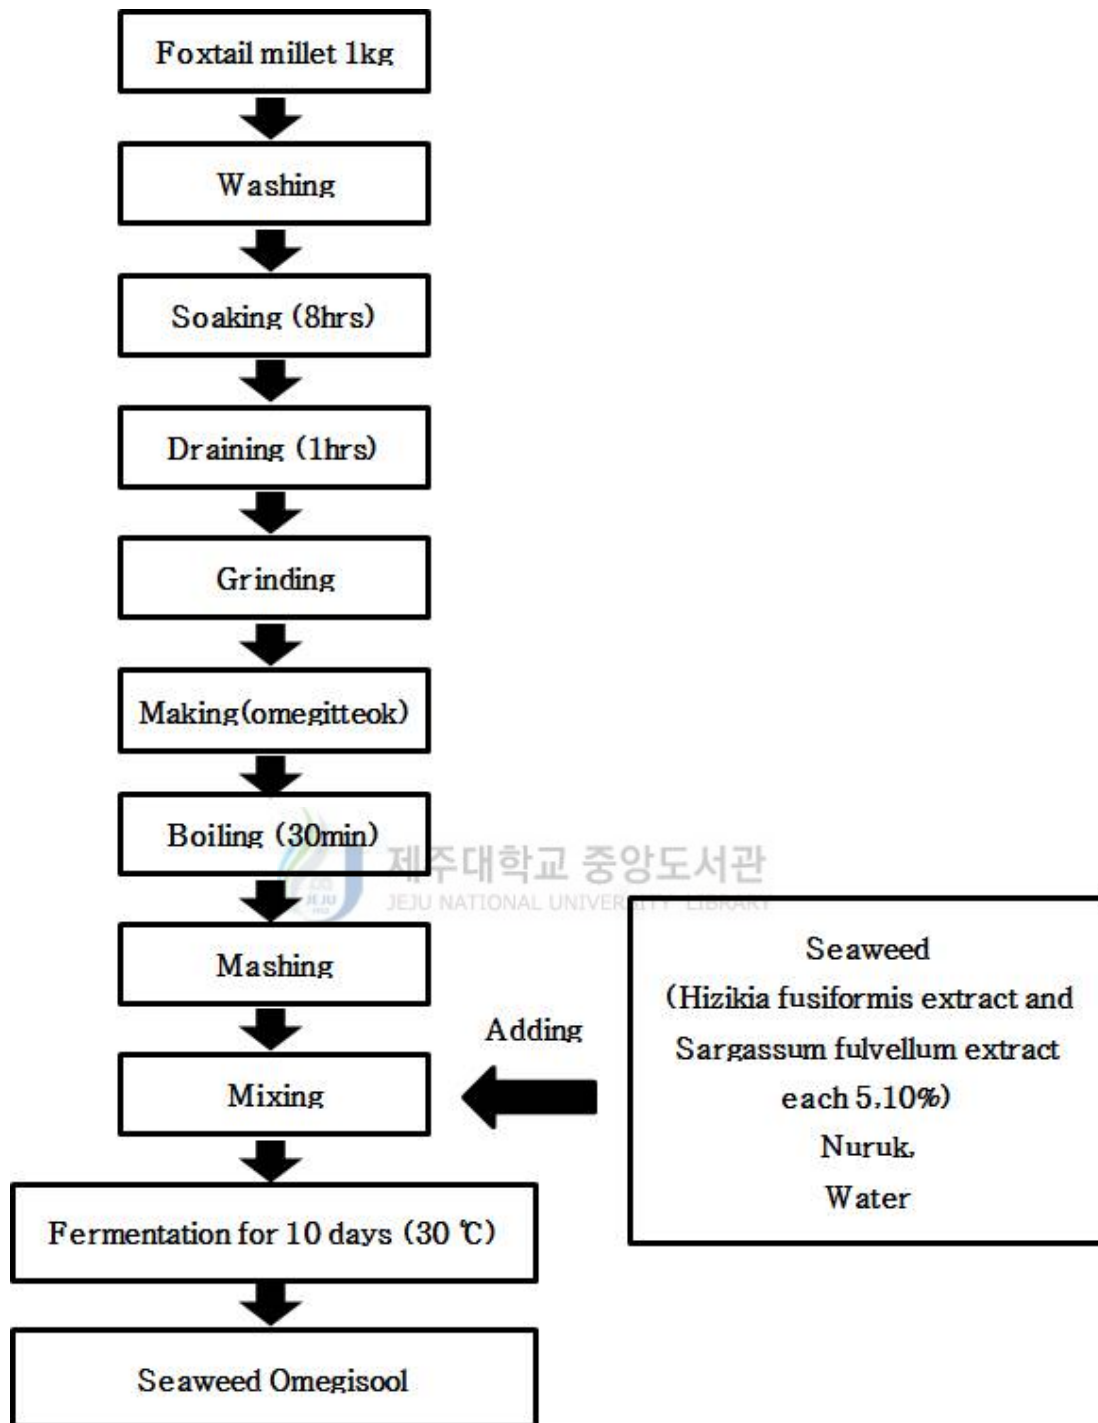 Foxtail millet 1kg
Washing
Soaking (8hrs)
Draining (1hrs)
Grinding
Making(omegitteok)
Boiling (30min)
제주대학교 중앙도서관
JEJU NATIONAL UNIVERSITY LIBRARY
JEJU
1952
Mashing
Mixing
Adding
Seaweed
(Hizikia fusiformis extract and
Sargassum fulvellum extract
each 5,10%)
Nuruk,
Water
Fermentation for 10 days (30 ℃)
Seaweed Omegisool